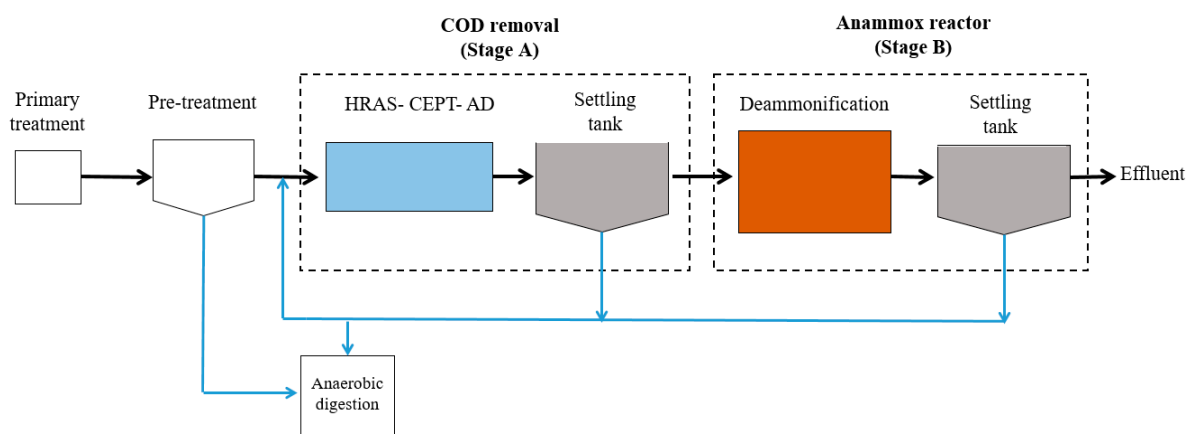 COD removal
(Stage A)
Anammox reactor
(Stage B)
Primary
treatment
Pre-treatment
HRAS- CEPT- AD
Settling
tank
Deammonification
Settling
tank
Effluent
Anaerobic
digestion